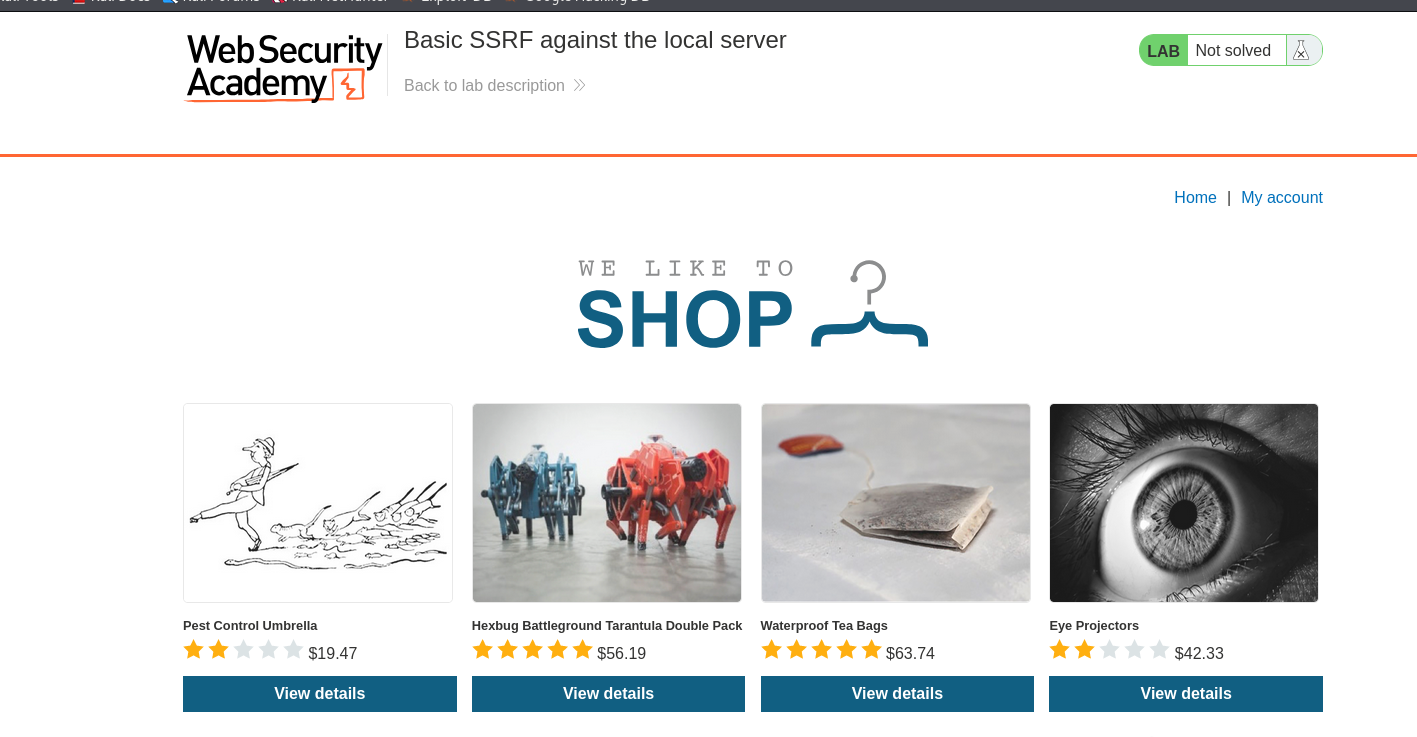 Basic SSRF against the local server
Web Security
Academy
Back to lab description
LAB Not solved
Home | My account
WE LIKE TO
SHOP
Pest Control Umbrella
$19.47
View details
Hexbug Battleground Tarantula Double Pack
$56.19
View details
Waterproof Tea Bags
$63.74
View details
Eye Projectors
$42.33
View details